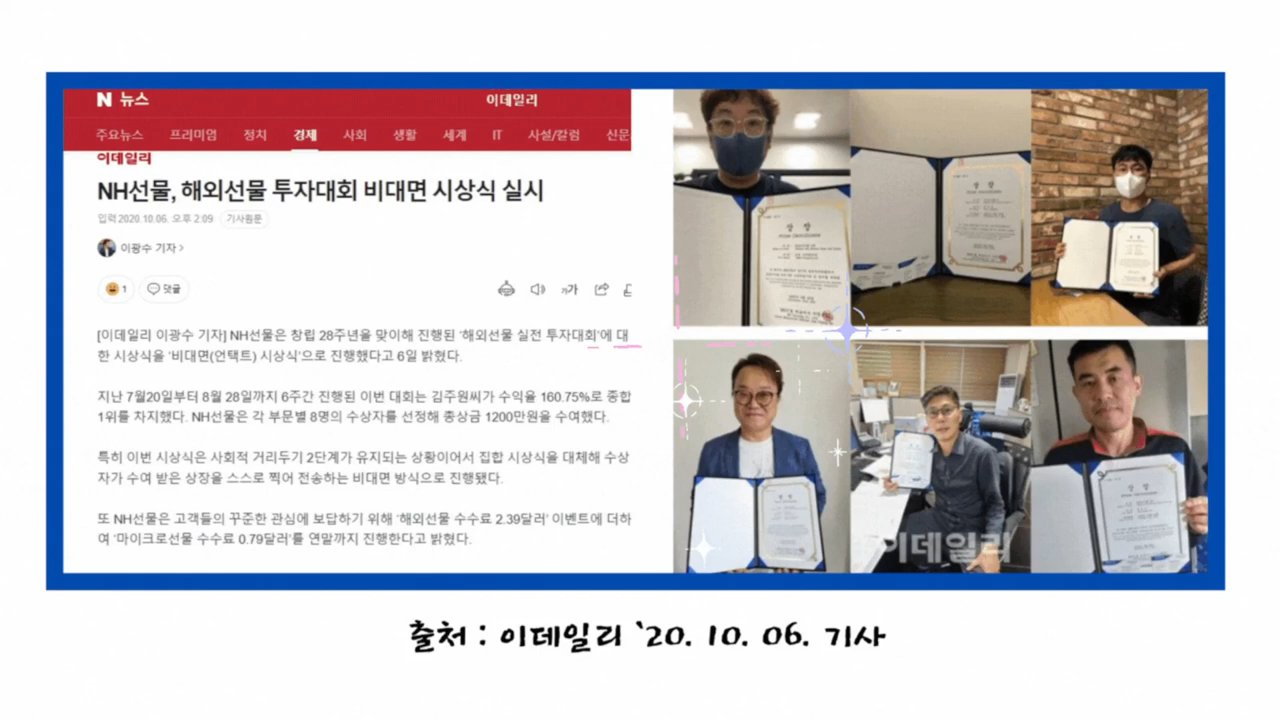 N 뉴스
이데일리
주요뉴스 프리미엄 정치 경제 사회 생활 세계 IT 사설/칼럼 신문
이데일리
NH선물, 해외선물 투자대회 비대면 시상식 실시
입력 2020.10.06. 오후 2:09 기사원문
이광수 기자 >
1 댓글
가가
[이데일리 이광수 기자] NH선물은 창립 28주년을 맞이해 진행된 '해외선물 실전 투자대회'에 대
한 시상식을 '비대면(언택트) 시상식'으로 진행했다고 6일 밝혔다.
지난 7월20일부터 8월 28일까지 6주간 진행된 이번 대회는 김주원씨가 수익율 160.75%로 종합
1위를 차지했다. NH선물은 각 부문별 8명의 수상자를 선정해 총상금 1200만원을 수여했다.
특히 이번 시상식은 사회적 거리두기 2단계가 유지되는 상황이어서 집합 시상식을 대체해 수상
자가 수여 받은 상장을 스스로 찍어 전송하는 비대면 방식으로 진행됐다.
또 NH선물은 고객들의 꾸준한 관심에 보답하기 위해 '해외선물 수수료 2.39달러' 이벤트에 더하
여 '마이크로선물 수수료 0.79달러'를 연말까지 진행한다고 밝혔다.
상 장
상 장
상 장
상 장
상 장
이데일리
출처 : 이데일리 `20. 10. 06. 기사